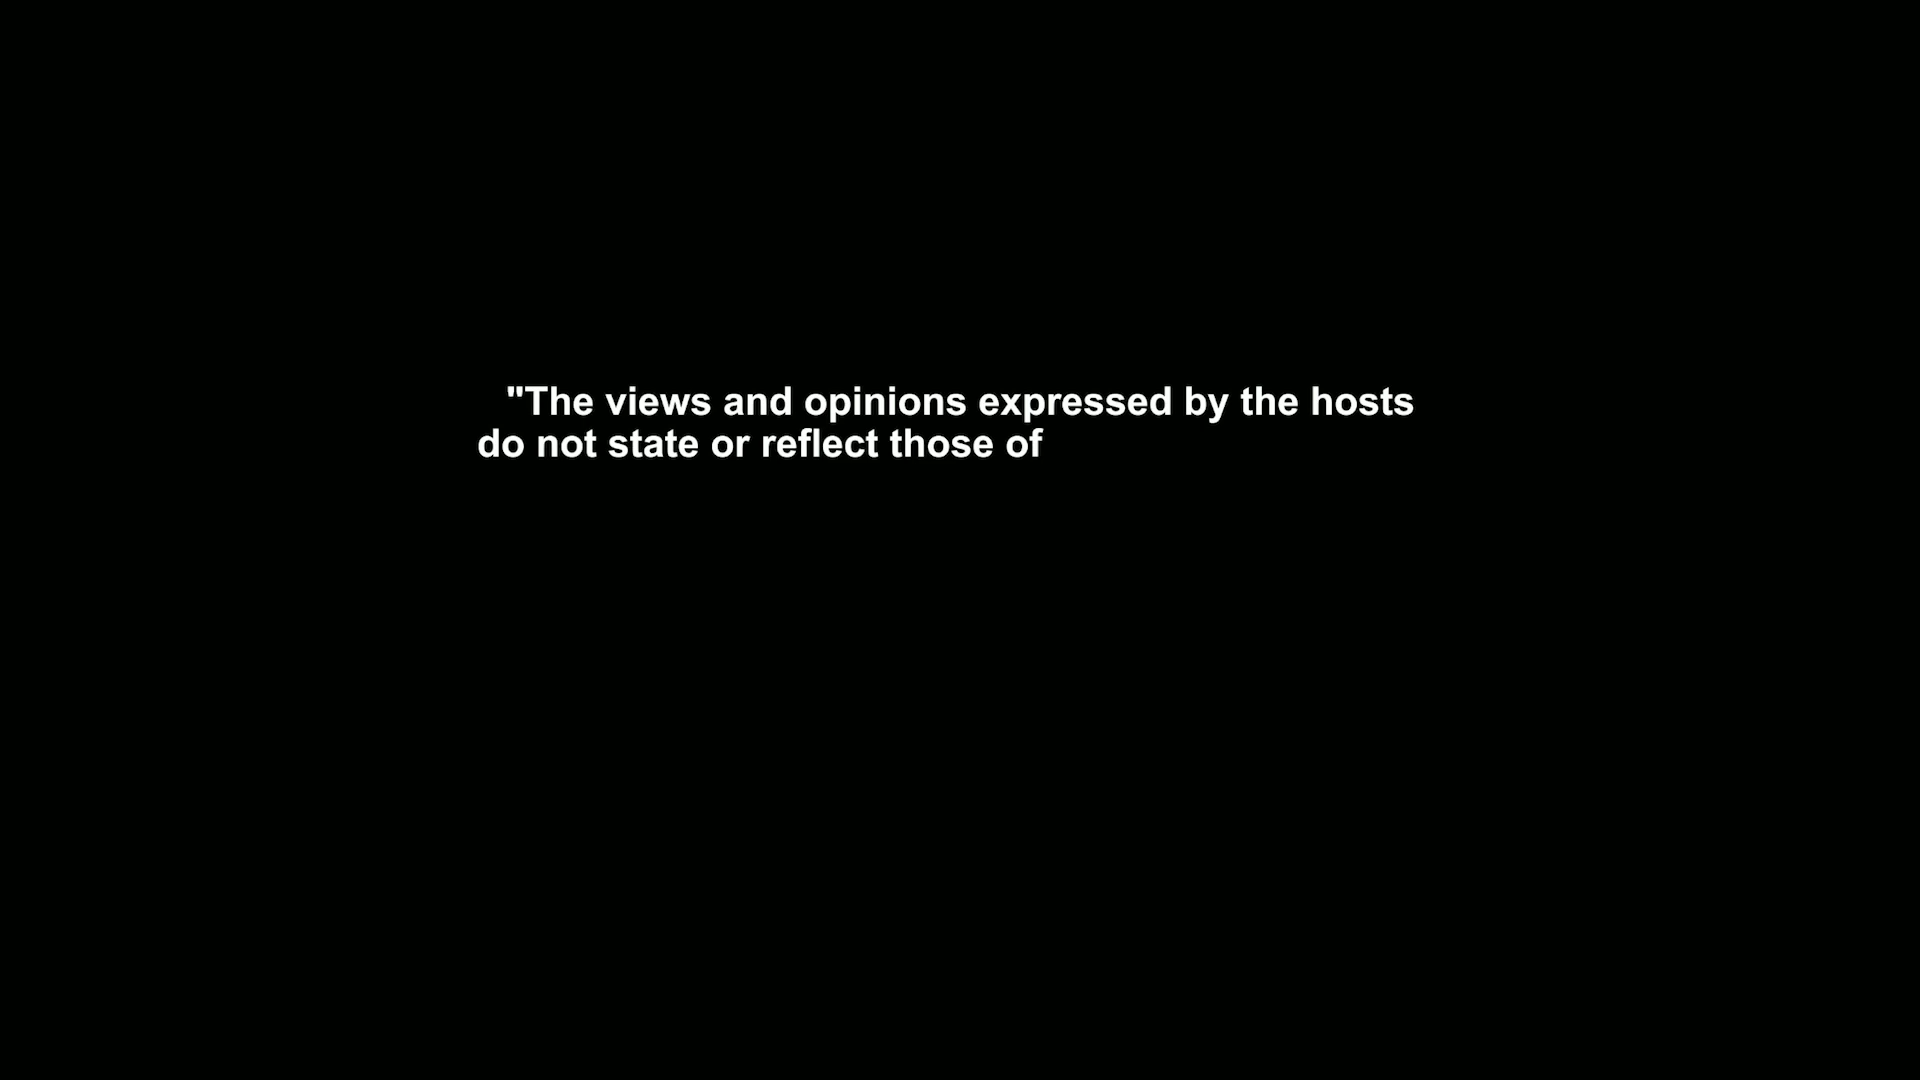 "The views and opinions expressed by the hosts
do not state or reflect those of